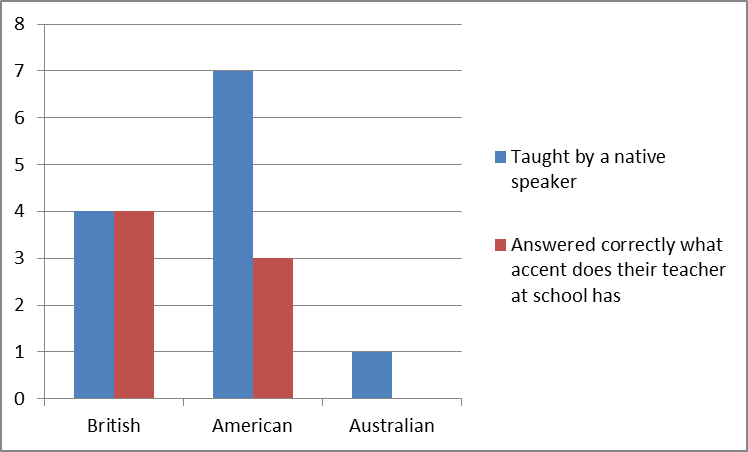 8
7
6
5
4
3
2
1
0
British American Australian
Taught by a native
speaker
Answered correctly what
accent does their teacher
at school has